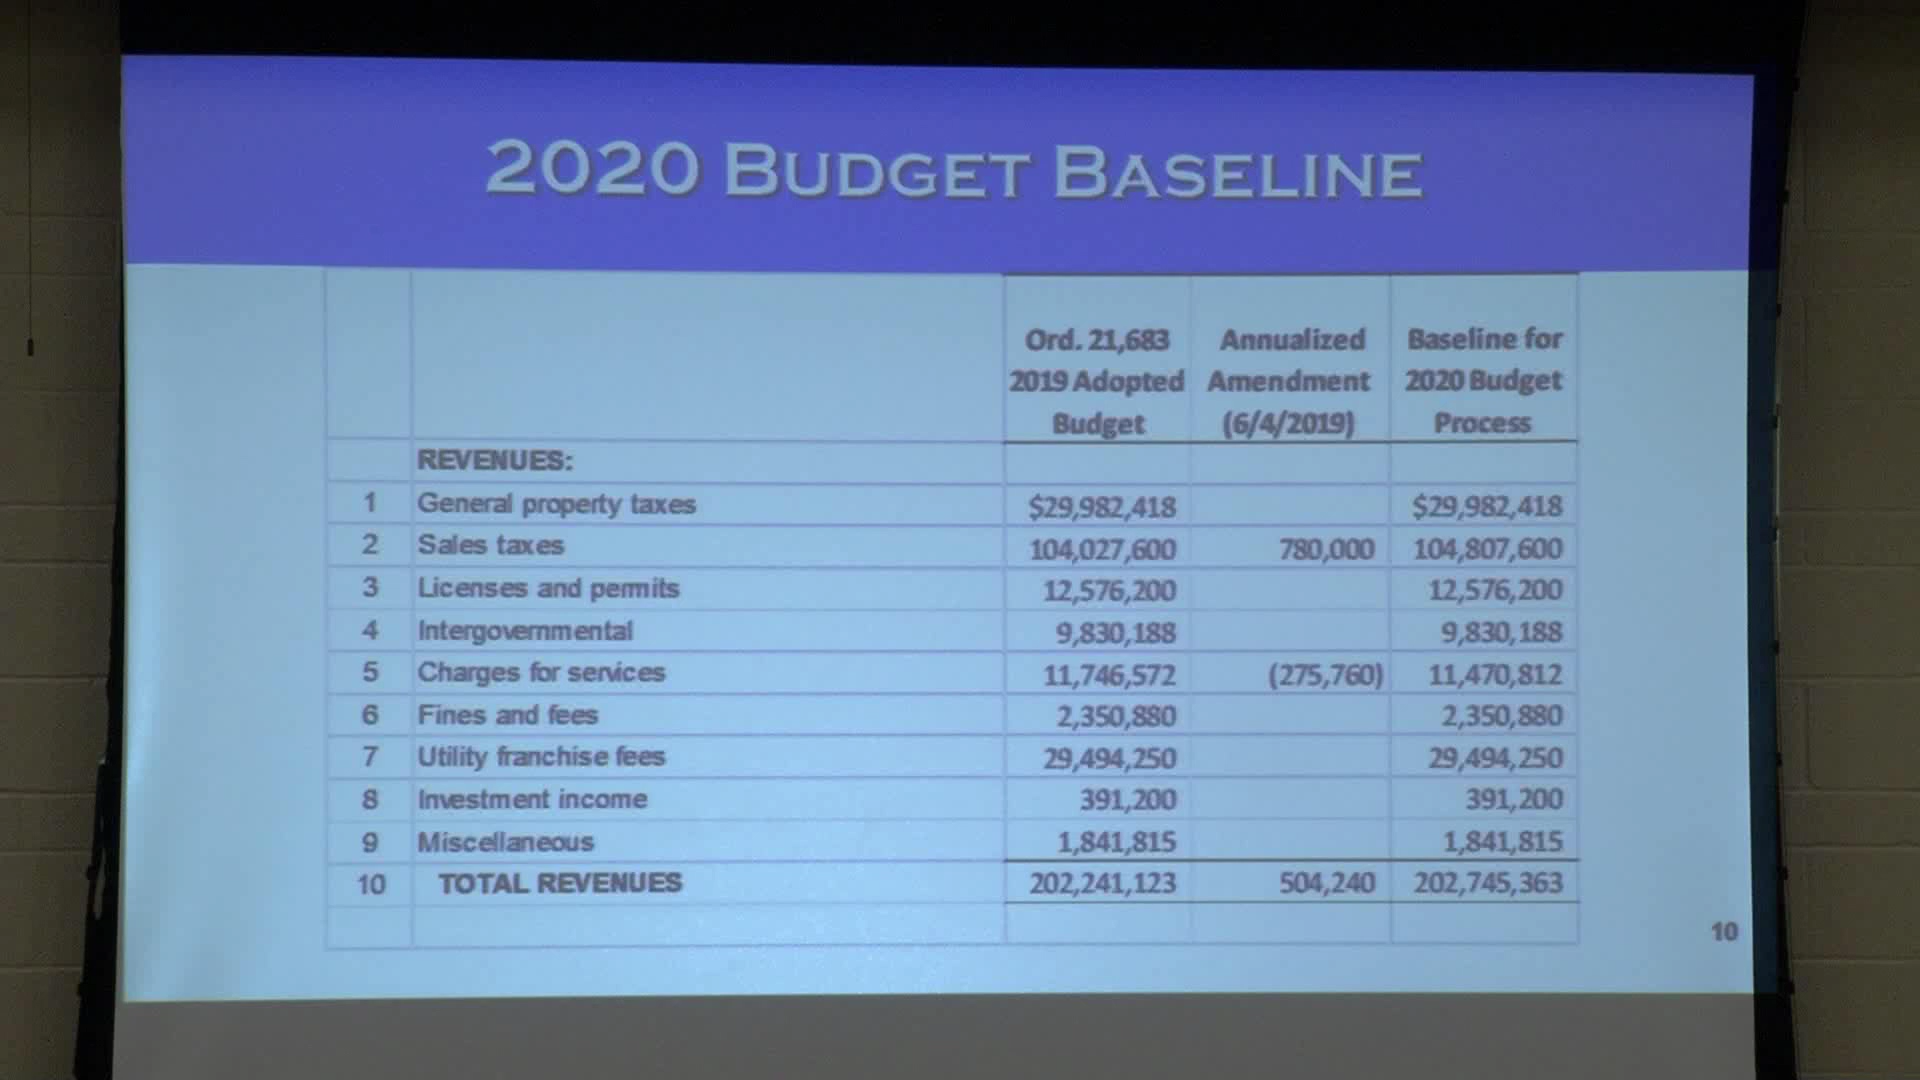 2020 BUDGET BASELINE
Ord. 21,683 Annualized Baseline for
2019 Adopted Amendment 2020 Budget
Budget (6/4/2019) Process
REVENUES:
1 General property taxes $29,982,418 $29,982,418
2 Sales taxes 104,027,600 780,000 104,807,600
3 Licenses and permits 12,576,200 12,576,200
4 Intergovernmental 9,830,188 9,830,188
5 Charges for services 11,746,572 (275,760) 11,470,812
6 Fines and fees 2,350,880 2,350,880
7 Utility franchise fees 29,494,250 29,494,250
8 Investment income 391,200 391,200
9 Miscellaneous 1,841,815 1,841,815
10 TOTAL REVENUES 202,241,123 504,240 202,745,363
10